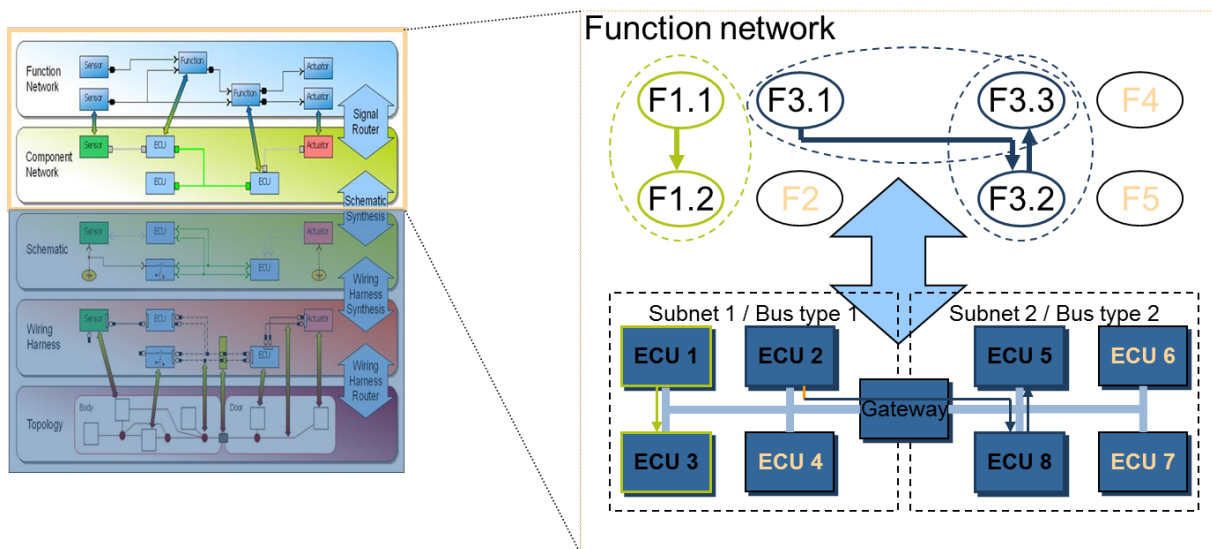 Function
Network
Sensor
Sensor
Function
Function
Actuator
Actuator
Signal
Router
Component
Network
Sensor
ECU
ECU
ECU
Actuator
Schematic
Synthesis
Schematic
Sensor
ECU
ECU
Actuator
Wiring
Harness
Synthesis
Wiring
Harness
Sensor
ECU
ECU
Actuator
Wiring
Harness
Router
Topology
Body
Door
Function network
F1.1
F3.1
F3.3
F4
F1.2
F2
F3.2
F5
Subnet 1 / Bus type 1
Subnet 2 / Bus type 2
ECU 1
ECU 2
ECU 5
ECU 6
Gateway
ECU 3
ECU 4
ECU 8
ECU 7